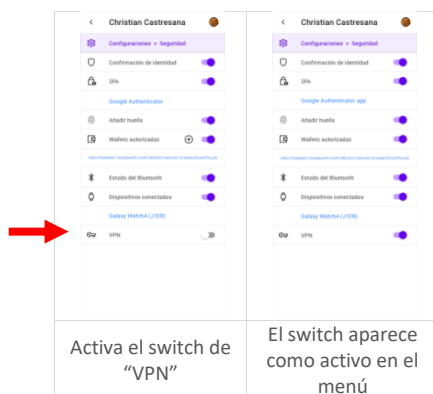 Christian Castresana
Configuraciones > Seguridad
Confirmación de identidad
2FA
Google Authenticator
Añadir huella
Wallets autorizadas
Estado del Bluetooth
Dispositivos conectados
Galaxy Watch4 (J1ER)
VPN
Activa el switch de
“VPN”
Christian Castresana
Configuraciones > Seguridad
Confirmación de identidad
2FA
Google Authenticator app
Añadir huella
Wallets autorizadas
Estado del Bluetooth
Dispositivos conectados
Galaxy Watch4 (J1ER)
VPN
El switch aparece
como activo en el
menú